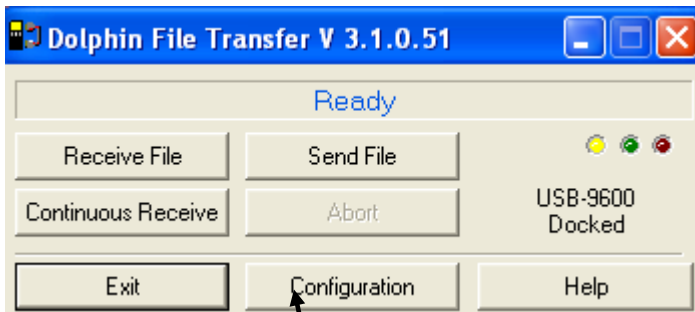 Dolphin File Transfer V 3.1.0.51
Ready
Receive File
Send File
Continuous Receive
Abort
USB-9600
Docked
Exit
Configuration
Help